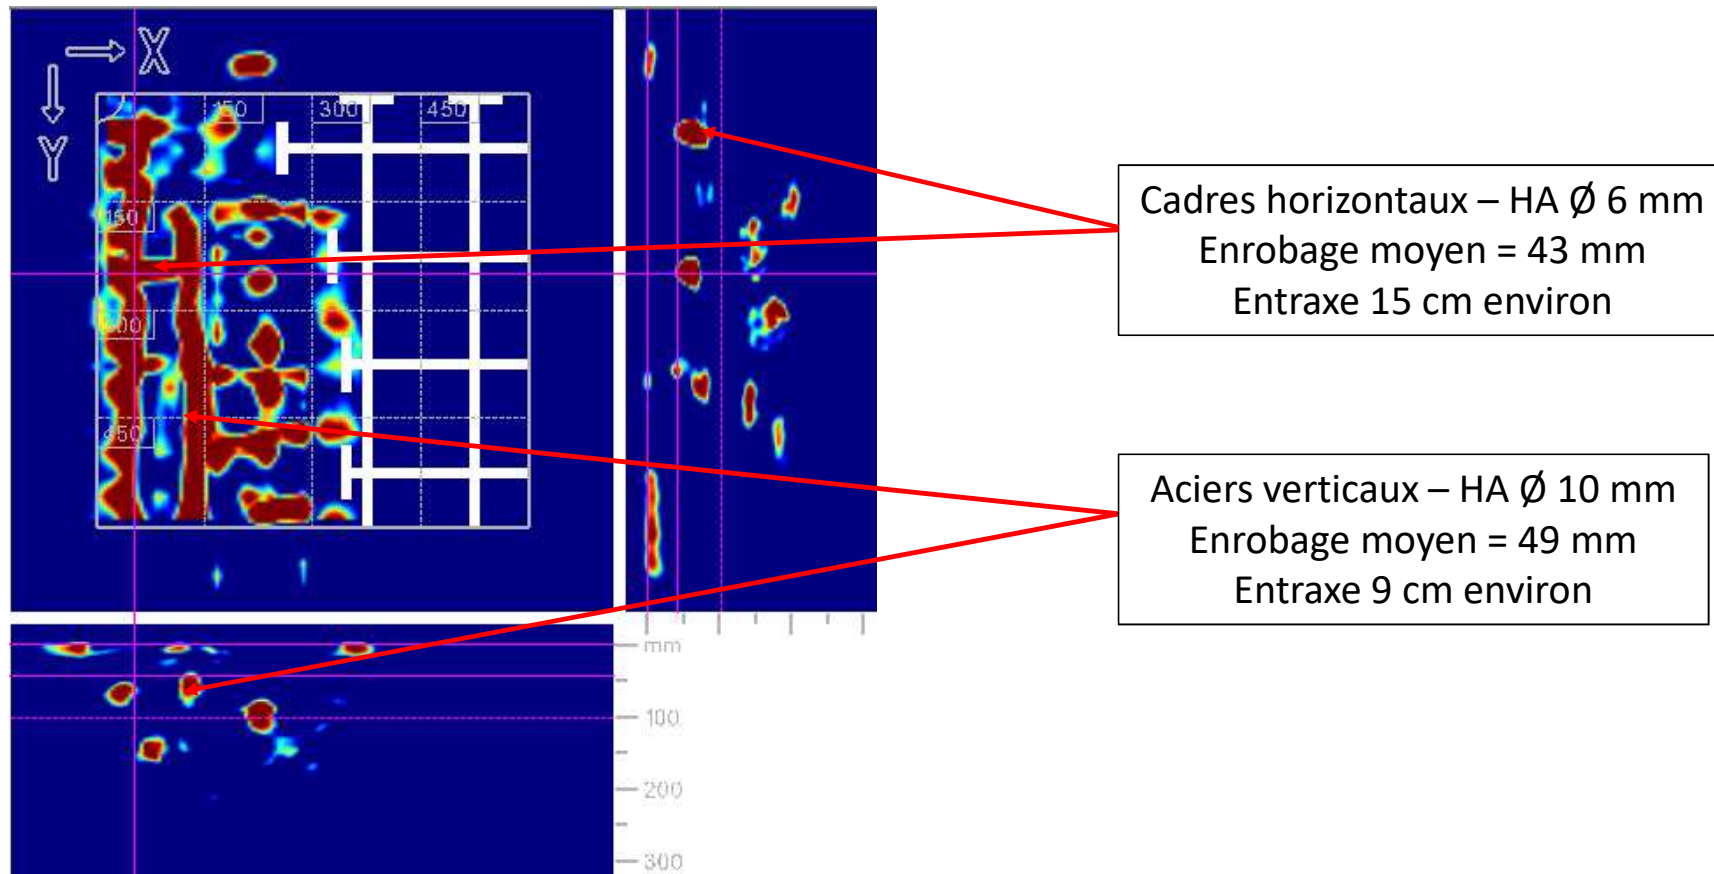 X
Y
150 300 450
150
300
450
mm
100
200
300
Cadres horizontaux – HA Ø 6 mm
Enrobage moyen = 43 mm
Entraxe 15 cm environ
Aciers verticaux – HA Ø 10 mm
Enrobage moyen = 49 mm
Entraxe 9 cm environ